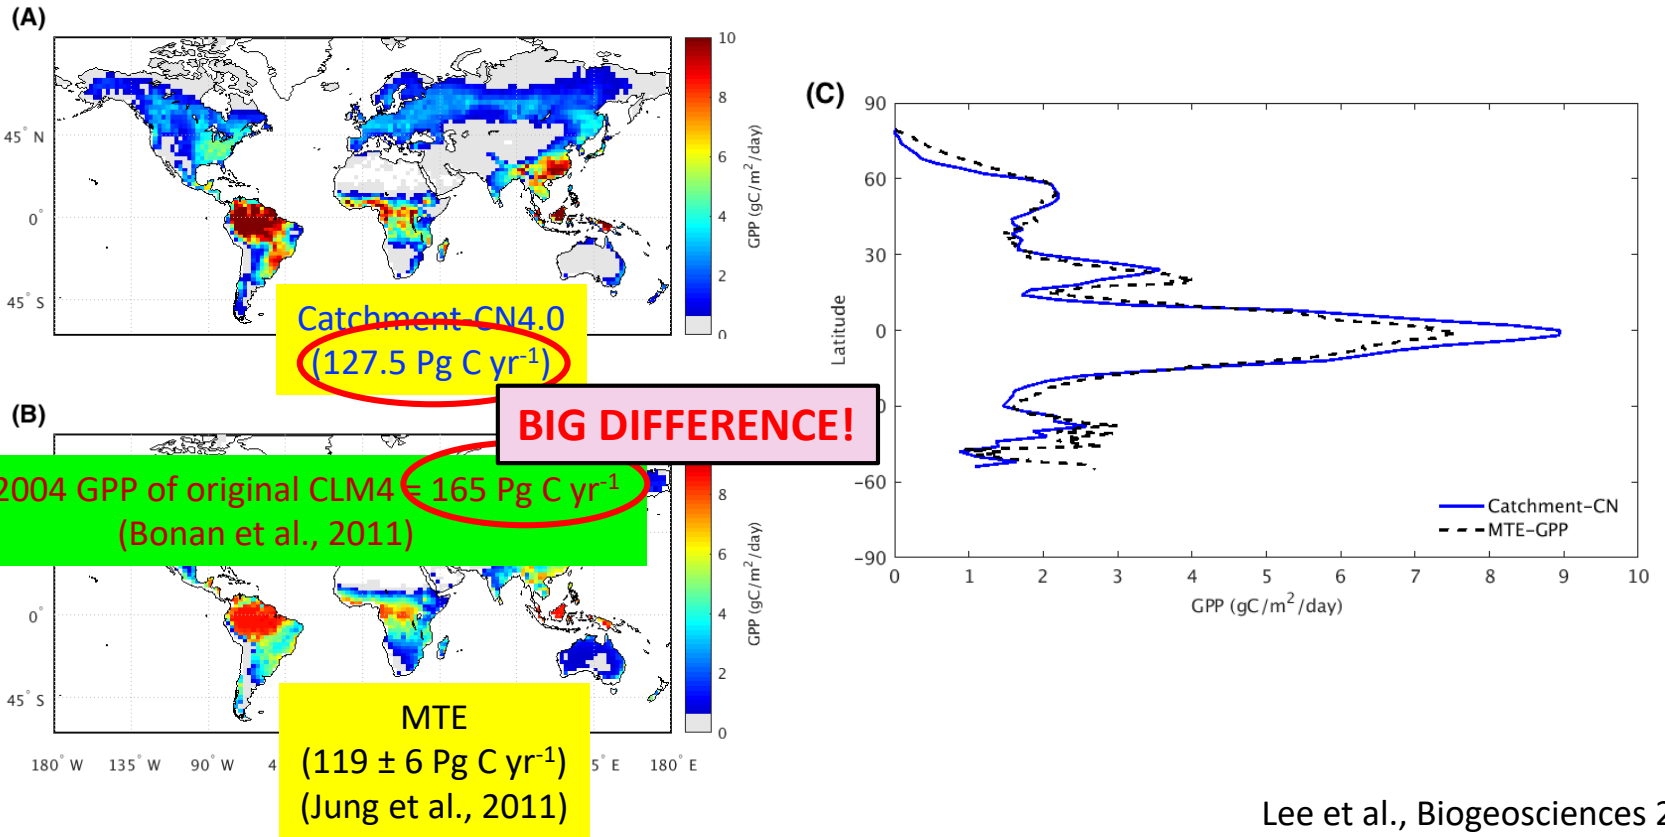 (A)
10
8
6
4
2
0
GPP (gC/m²/day)
45° N
0°
45° S
Catchment-CN4.0
(127.5 Pg C yr⁻¹)
BIG DIFFERENCE!
(B)
2004 GPP of original CLM4 = 165 Pg C yr⁻¹
(Bonan et al., 2011)
8
6
4
2
0
GPP (gC/m²/day)
0°
45° S
180° W 135° W 90° W 4 5° E 180° E
MTE
(119 ± 6 Pg C yr⁻¹)
(Jung et al., 2011)
(C)
90
60
30
0
0
-60
-90
Latitude
0 1 2 3 4 5 6 7 8 9 10
GPP (gC/m²/day)
Catchment-CN
MTE-GPP
Lee et al., Biogeosciences 2